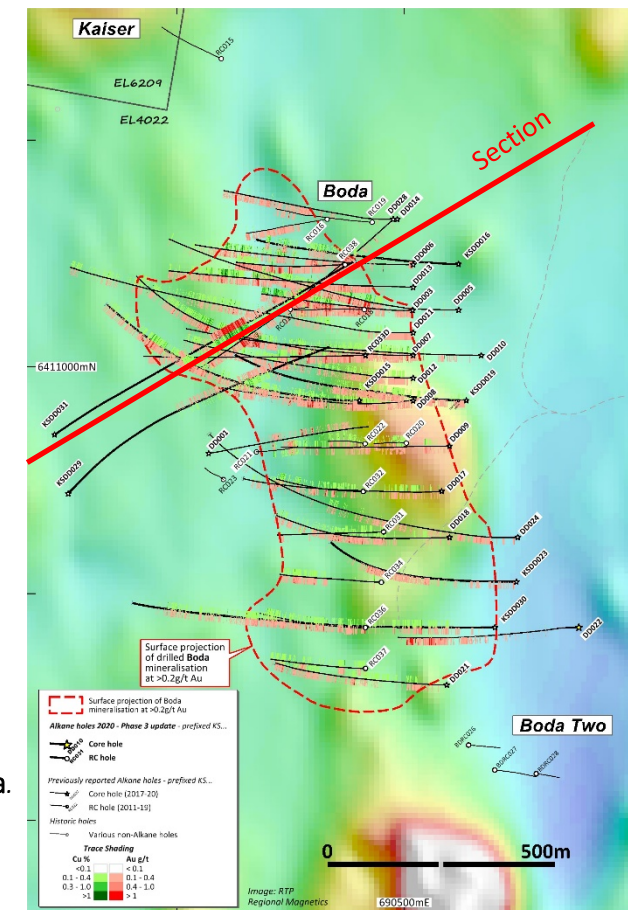 Kaiser
RC015
EL6209
EL4022
Section
Boda
RC019
DD028
DD014
RC016
RC038
DD006
KSDD016
DD013
DD003
DD005
DD011
RC033D
DD007
DD010
6411000mN
KSDD015
DD012
KSDD019
DD008
KSDD031
RC022
RC020
DD001
RC021
DD009
RC023
RC032
DD017
KSDD029
RC031
DD018
DD024
RC034
KSDD023
RC036
KSDD030
DD022
Surface projection
of drilled Boda
mineralisation
at >0.2g/t Au
RC037
DD021
Boda Two
BDRC026
BDRC027
BDRC028
Surface projection of Boda
mineralisation at >0.2g/t Au
Alkane holes 2020 - Phase 3 update - prefixed KS...
DD010
Core hole
RC hole
Previously reported Alkane holes - prefixed KS...
Core hole (2017-20)
RC hole (2011-19)
Historic holes
Various non-Alkane holes
Trace Shading
Cu % Au g/t
<0.1 < 0.1
0.1 - 0.4 0.1 - 0.4
0.3 - 1.0 0.4 - 1.0
>1 > 1
a.
0 500m
Image: RTP
Regional Magnetics
690500mE